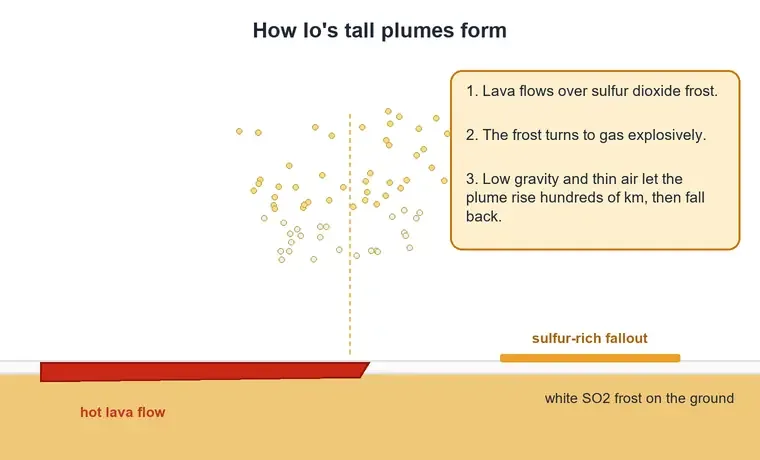 How Io's tall plumes form
1. Lava flows over sulfur dioxide frost.
2. The frost turns to gas explosively.
3. Low gravity and thin air let the
plume rise hundreds of km, then fall
back.
sulfur-rich fallout
white SO2 frost on the ground
hot lava flow